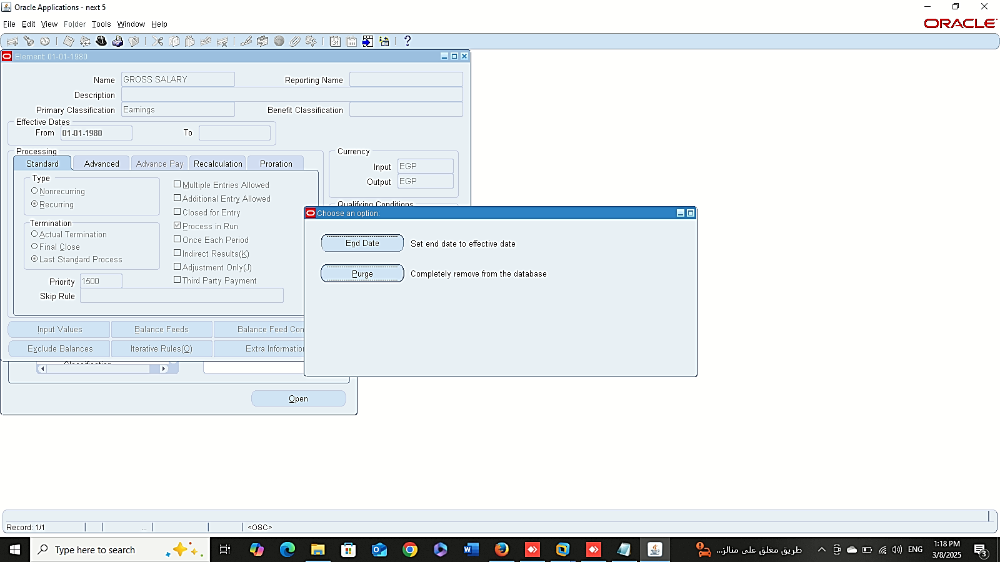 Oracle Applications - next 5
File Edit View Folder Tools Window Help
ORACLE
Element: 01-01-1980
Name GROSS SALARY Reporting Name
Description
Primary Classification Earnings Benefit Classification
Effective Dates
From 01-01-1980 To
Processing
Standard Advanced Advance Pay Recalculation Proration
Type
Nonrecurring
Recurring
Termination
Actual Termination
Final Close
Last Standard Process
Priority 1500
Skip Rule
Multiple Entries Allowed
Additional Entry Allowed
Closed for Entry
Process in Run
Once Each Period
Indirect Results(K)
Adjustment Only(J)
Third Party Payment
Currency
Input EGP
Output EGP
Qualifying Conditions
Input Values Balance Feeds Balance Feed Con
Exclude Balances Iterative Rules(O) Extra Informatio
Choose an option:
End Date Set end date to effective date
Purge Completely remove from the database
Classification
Open
Record: 1/1 ... <OSC>
Type here to search
طريق مغلق على منالز...
ENG
1:18 PM
3/8/2025
3